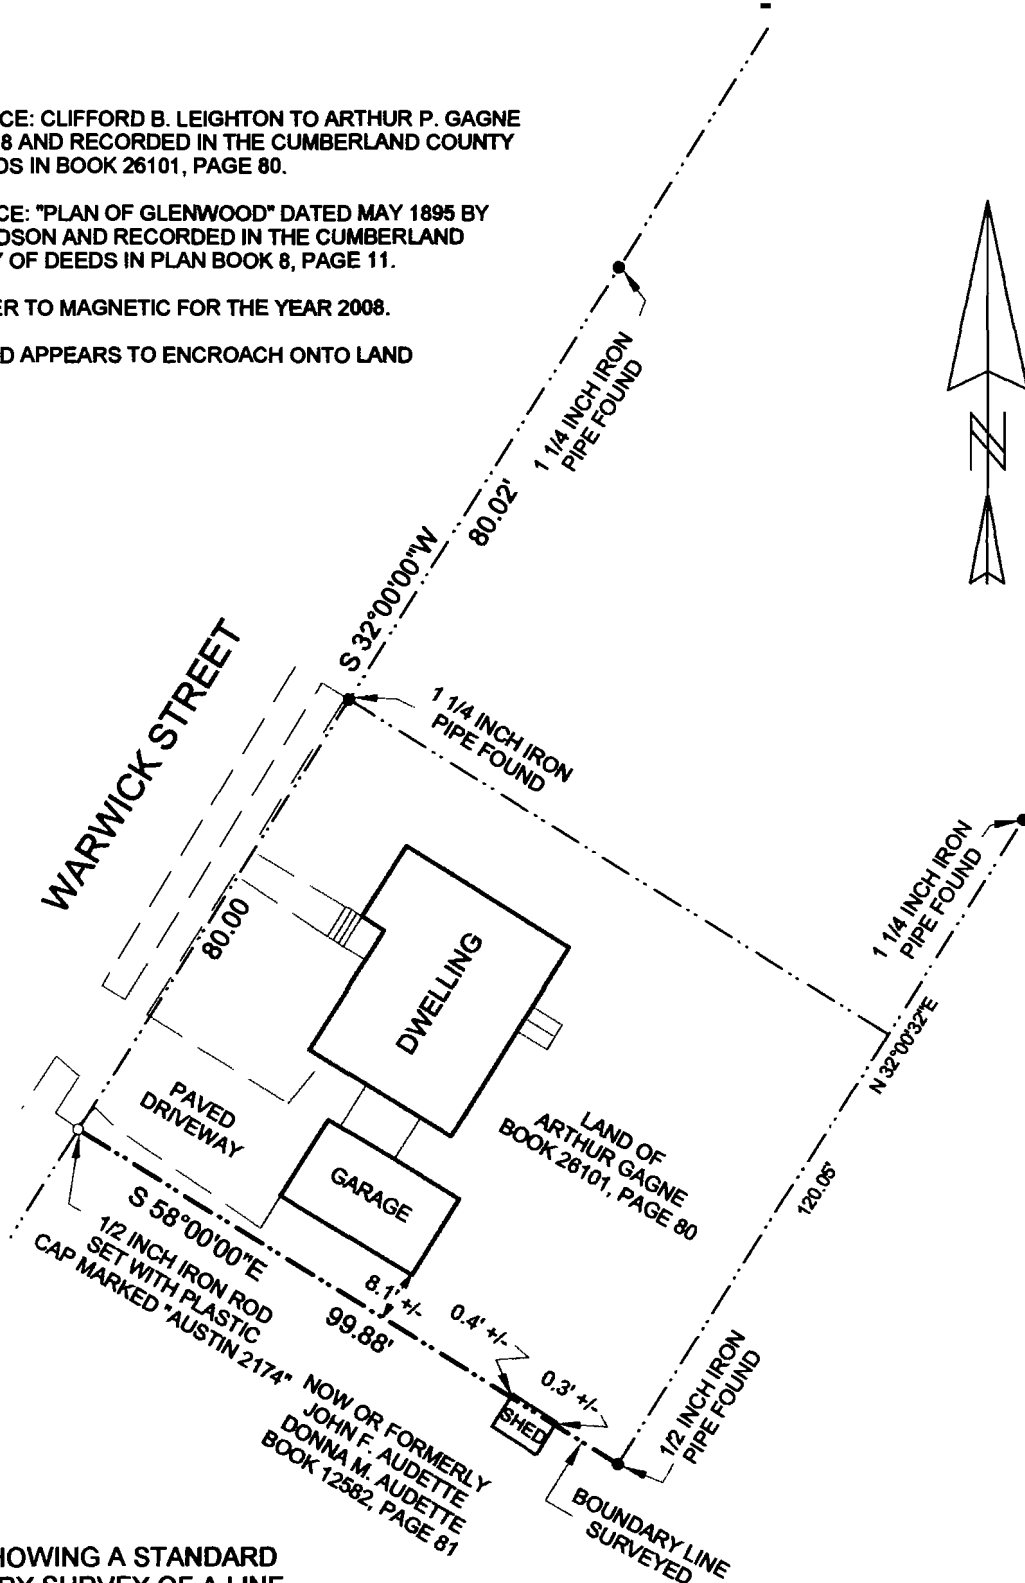 CE: CLIFFORD B. LEIGHTON TO ARTHUR P. GAGNE
8 AND RECORDED IN THE CUMBERLAND COUNTY
DS IN BOOK 26101, PAGE 80.
CE: "PLAN OF GLENWOOD" DATED MAY 1895 BY
DSON AND RECORDED IN THE CUMBERLAND
Y OF DEEDS IN PLAN BOOK 8, PAGE 11.
ER TO MAGNETIC FOR THE YEAR 2008.
D APPEARS TO ENCROACH ONTO LAND
1 1/4 INCH IRON
PIPE FOUND
N
80.02'
S 32°00'00"W
WARWICK STREET
1 1/4 INCH IRON
PIPE FOUND
1 1/4 INCH IRON
PIPE FOUND
80.00
DWELLING
N 32°00'32"E
PAVED
DRIVEWAY
GARAGE
LAND OF
ARTHUR GAGNE
BOOK 26101, PAGE 80
120.05'
S 58°00'00"E
99.88'
1/2 INCH IRON ROD
SET WITH PLASTIC
CAP MARKED "AUSTIN 2174"
8.1' +/-
0.4' +/-
0.3' +/-
SHED
1/2 INCH IRON
PIPE FOUND
NOW OR FORMERLY
JOHN F. AUDETTE
DONNA M. AUDETTE
BOOK 12582, PAGE 81
BOUNDARY LINE
SURVEYED
HOWING A STANDARD
RY SURVEY OF A LINE